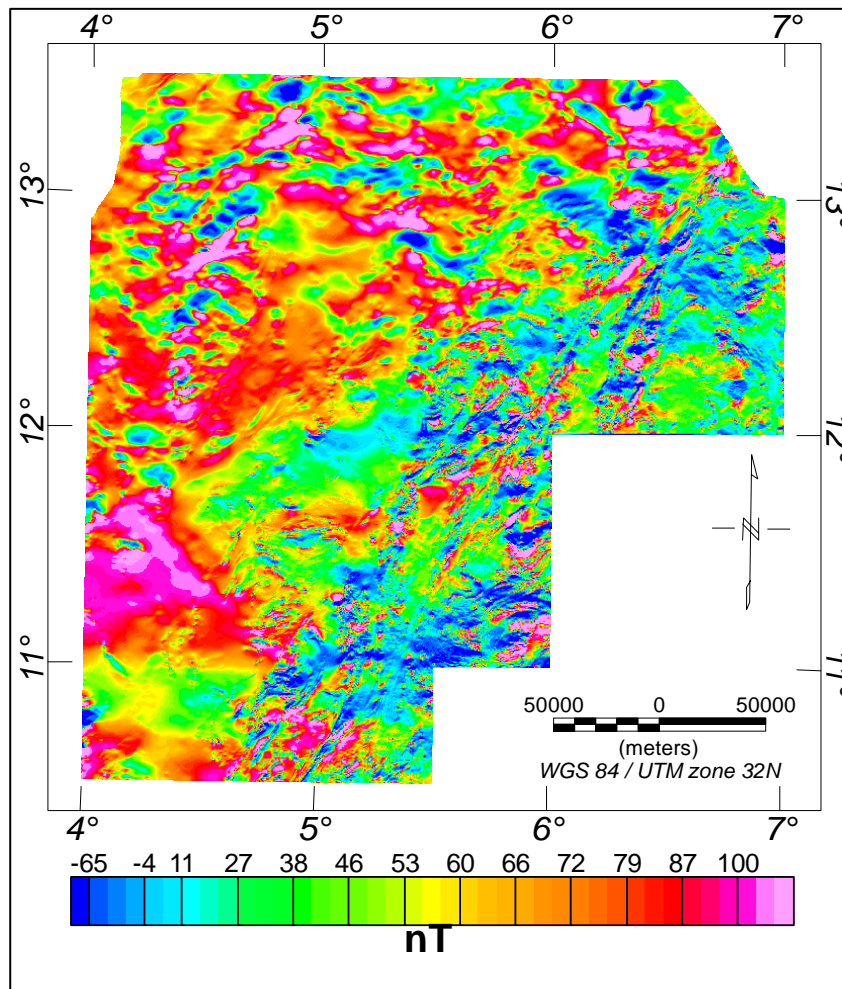 4° 5° 6° 7°
13° 13°
12° 12°
N
11° 11°
50000 0 50000
(meters)
WGS 84 / UTM zone 32N
4° 5° 6° 7°
-65 -4 11 27 38 46 53 60 66 72 79 87 100
nT